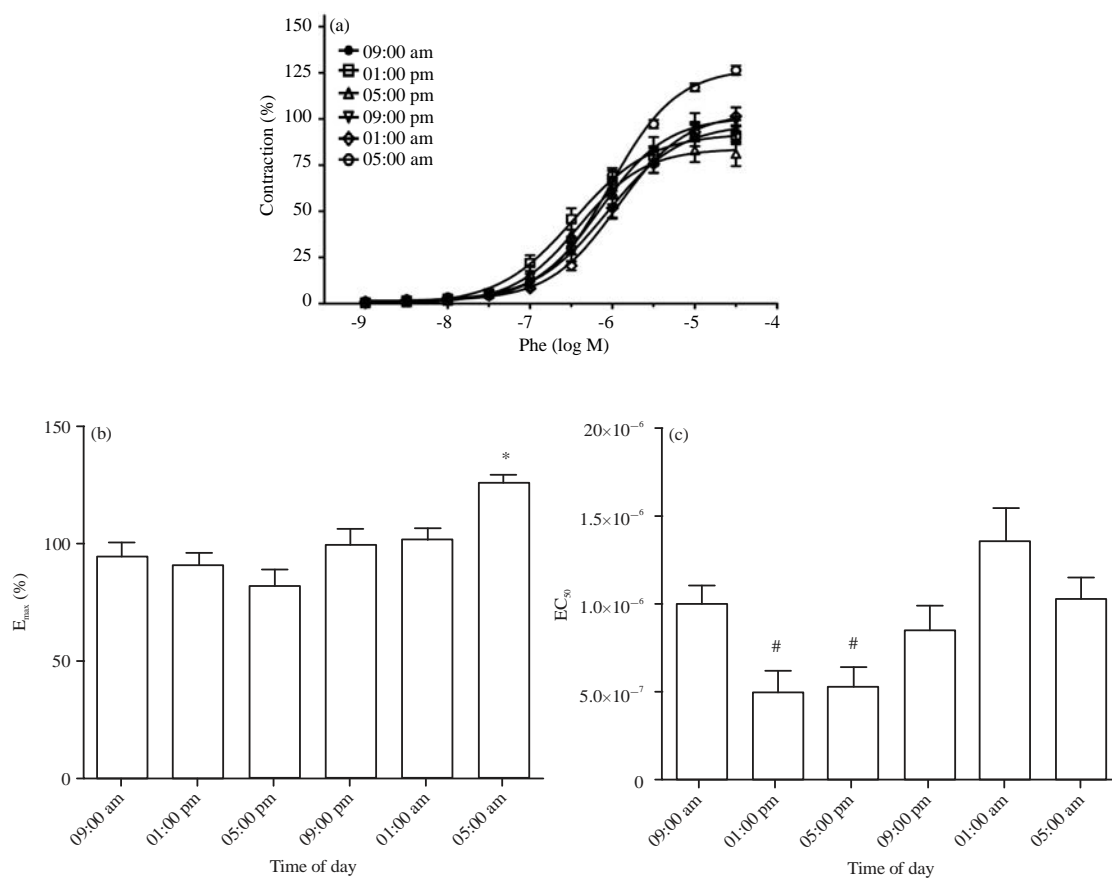 150
(a)
09:00 am
01:00 pm
05:00 pm
09:00 pm
01:00 am
05:00 am
125
100
75
50
25
0
Contraction (%)
-9 -8 -7 -6 -5 -4
Phe (log M)
150
(b)
*
100
50
0
E_max (%)
09:00 am 01:00 pm 05:00 pm 09:00 pm 01:00 am 05:00 am
Time of day
20×10⁻⁶
(c)
1.5×10⁻⁶
1.0×10⁻⁶
# #
5.0×10⁻⁷
0
EC₅₀
09:00 am 01:00 pm 05:00 pm 09:00 pm 01:00 am 05:00 am
Time of day